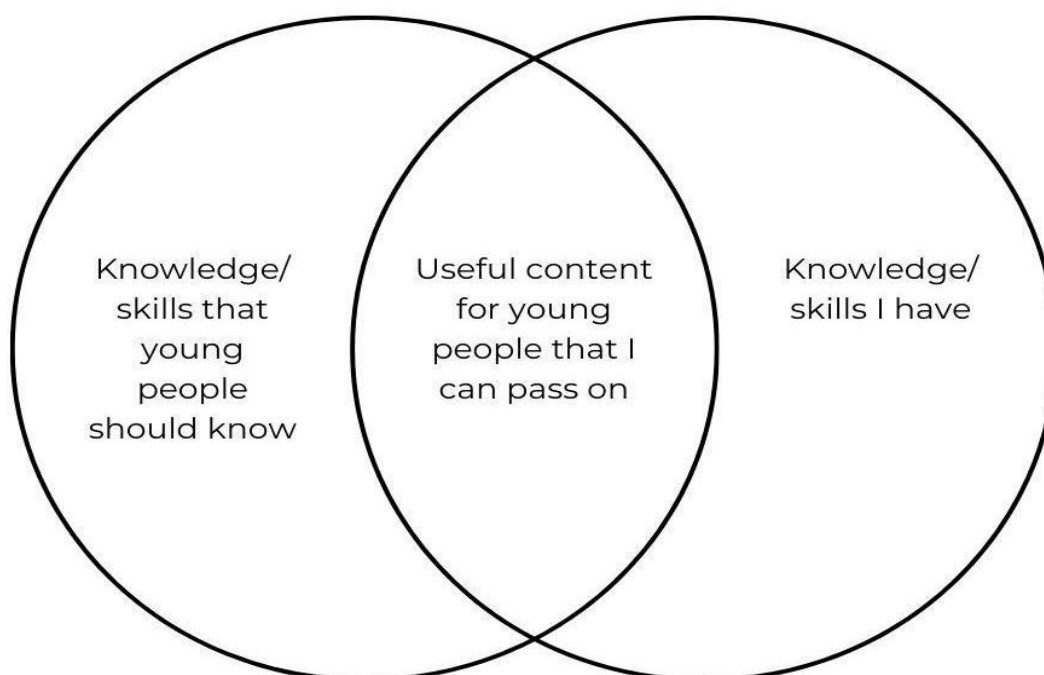 Knowledge/
skills that
young
people
should know
Useful content
for young
people that I
can pass on
Knowledge/
skills I have